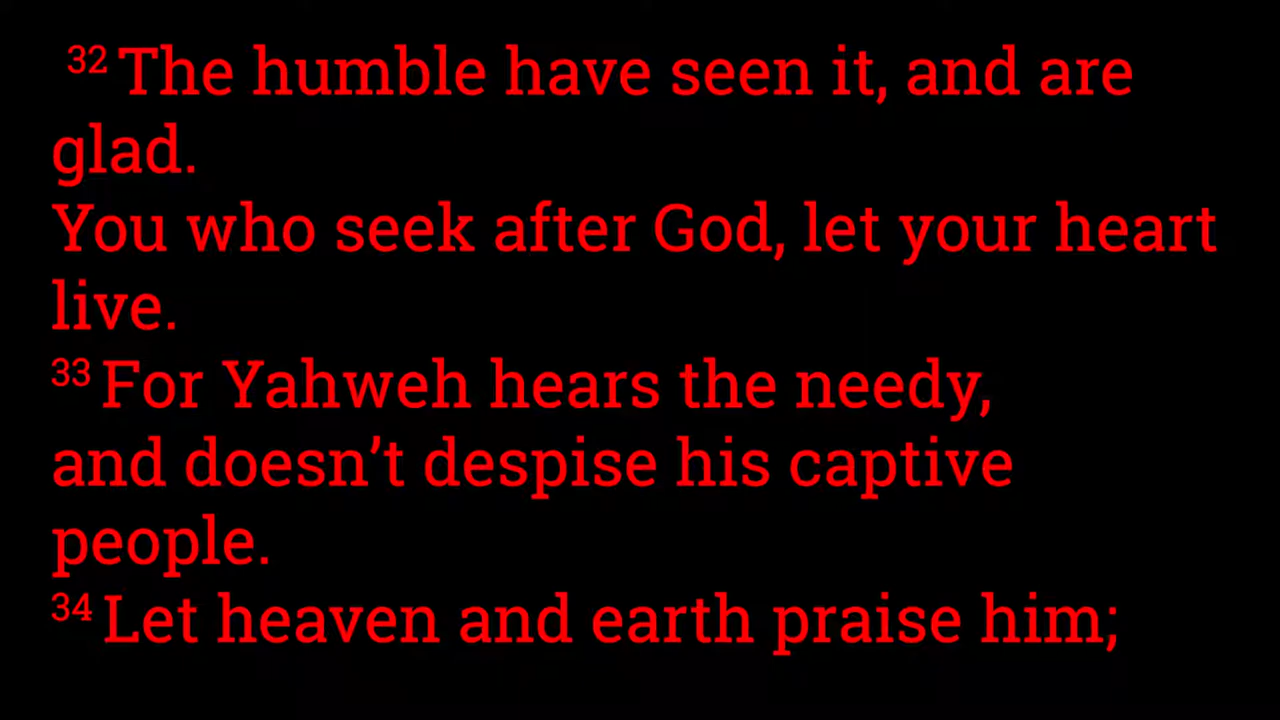 32 The humble have seen it, and are
glad.
You who seek after God, let your heart
live.
33 For Yahweh hears the needy,
and doesn’t despise his captive
people.
34 Let heaven and earth praise him;